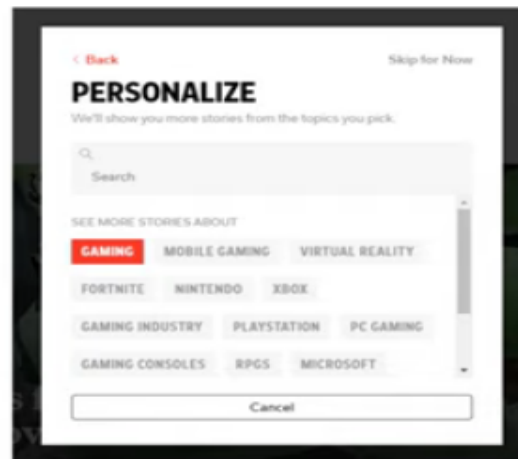 < Back
Skip for Now
PERSONALIZE
We'll show you more stories from the topics you pick.
Search
SEE MORE STORIES ABOUT
GAMING MOBILE GAMING VIRTUAL REALITY
FORTNITE NINTENDO XBOX
GAMING INDUSTRY PLAYSTATION PC GAMING
GAMING CONSOLES RPGS MICROSOFT
Cancel